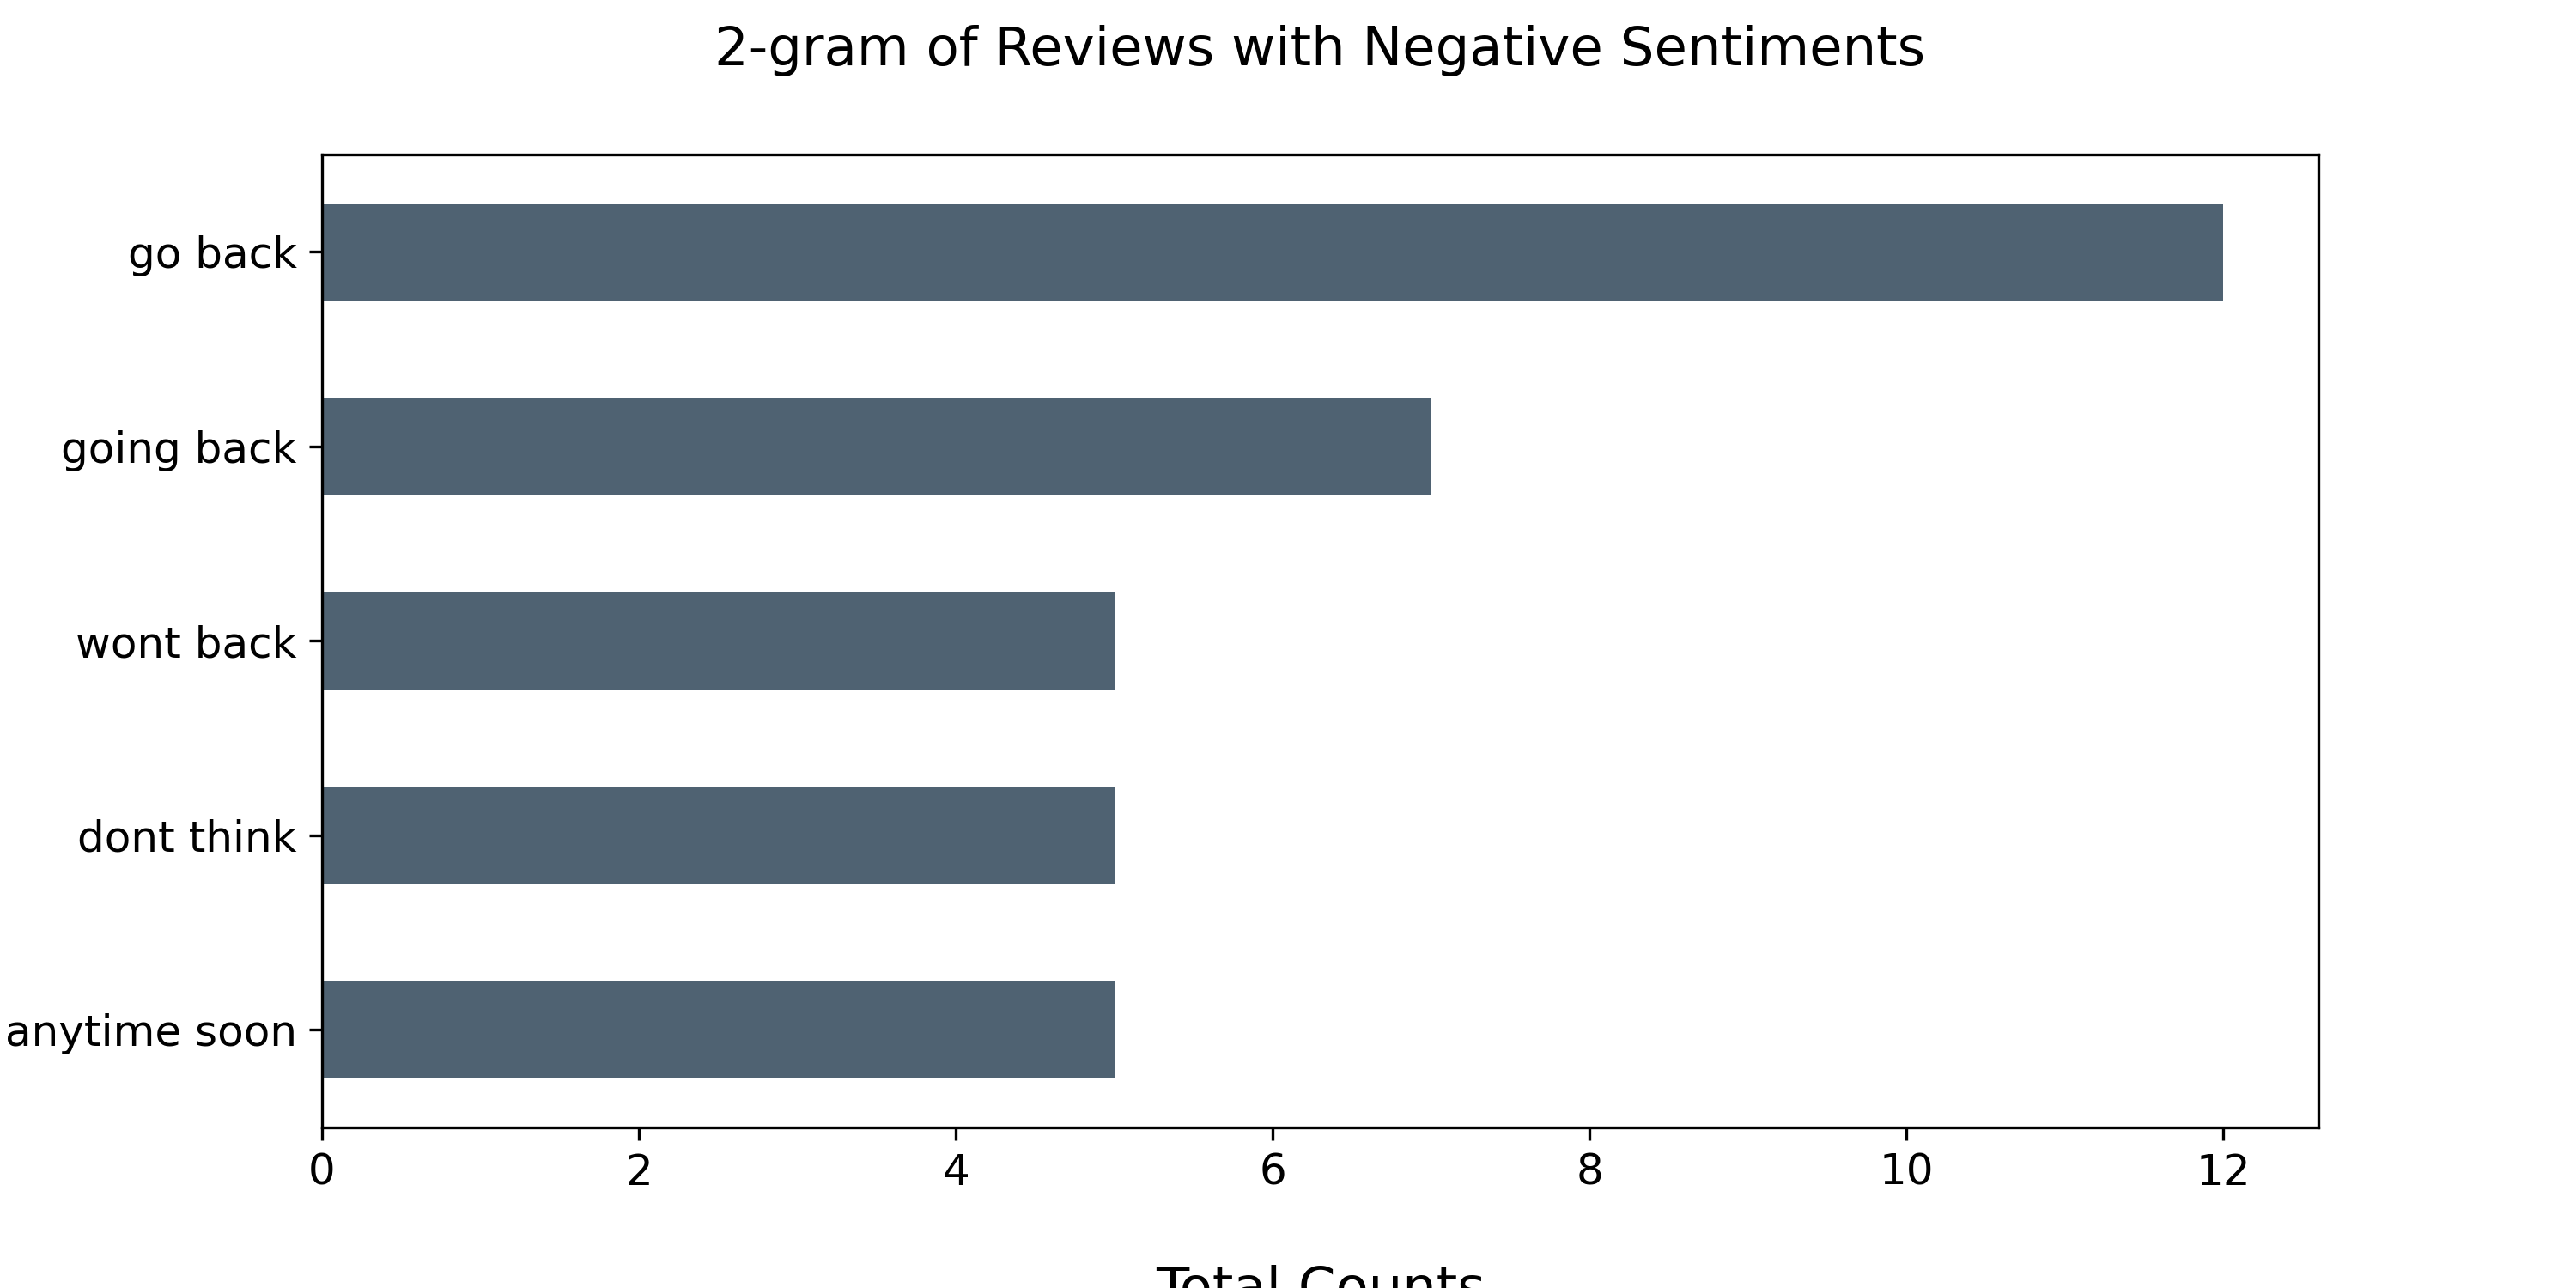 2-gram of Reviews with Negative Sentiments
go back
going back
wont back
dont think
anytime soon
0 2 4 6 8 10 12
Total Counts